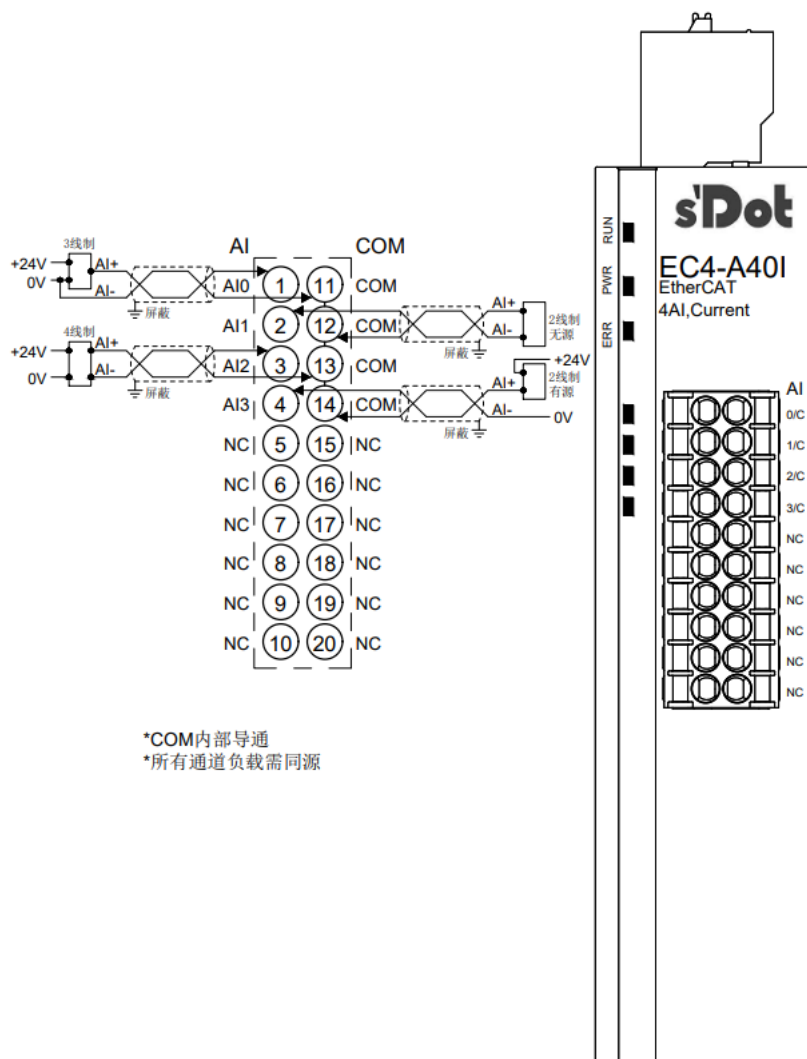 s'Dot
RUN
PWR
ERR
EC4-A40I
EtherCAT
4AI,Current
AI
0/C
1/C
2/C
3/C
NC
NC
NC
NC
NC
NC
AI COM
3线制
+24V AI+
0V AI- AI0 1 11 COM
屏蔽
AI1 2 12 COM
AI+
AI-
2线制
无源
屏蔽
4线制
+24V AI+
0V AI- AI2 3 13 COM
屏蔽
AI3 4 14 COM
+24V
AI+
2线制
有源
AI- 0V
屏蔽
NC 5 15 NC
NC 6 16 NC
NC 7 17 NC
NC 8 18 NC
NC 9 19 NC
NC 10 20 NC
*COM内部导通
*所有通道负载需同源